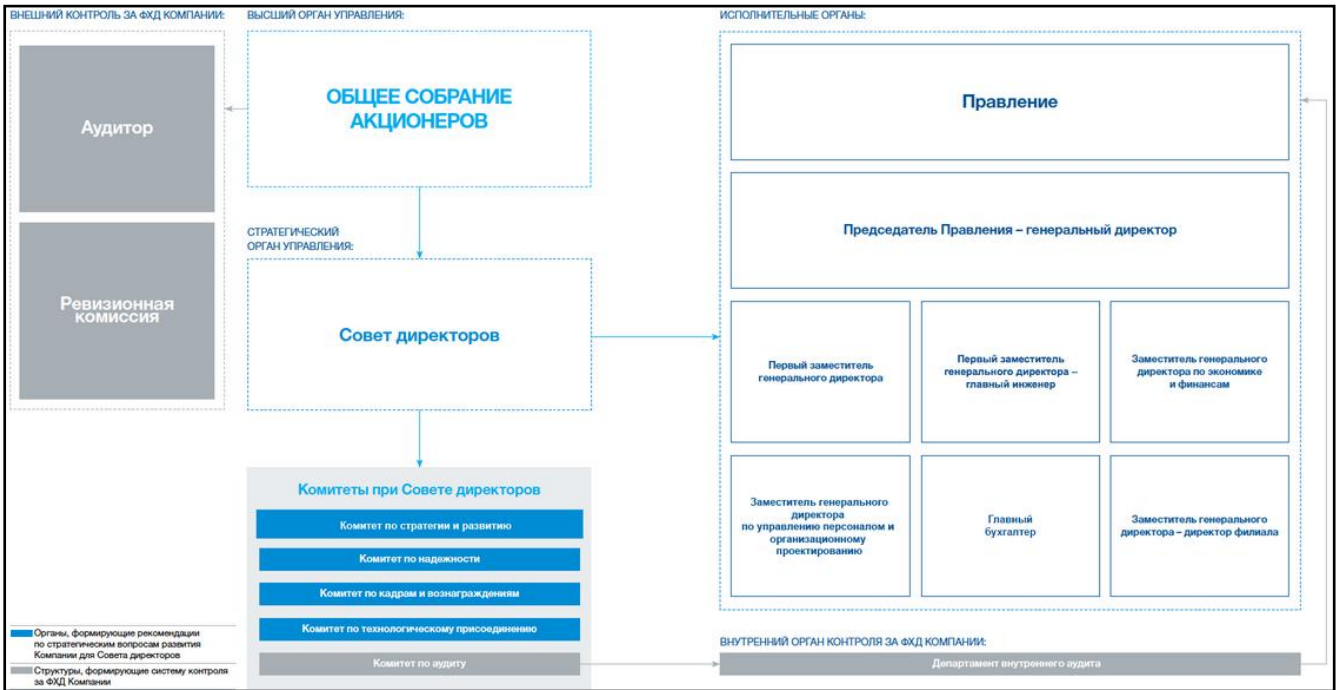 ВНЕШНИЙ КОНТРОЛЬ ЗА ФХД КОМПАНИИ:
Аудитор
Ревизионная
комиссия
ВЫСШИЙ ОРГАН УПРАВЛЕНИЯ:
ОБЩЕЕ СОБРАНИЕ
АКЦИОНЕРОВ
СТРАТЕГИЧЕСКИЙ
ОРГАН УПРАВЛЕНИЯ:
Совет директоров
Комитеты при Совете директоров
Комитет по стратегии и развитию
Комитет по надежности
Комитет по кадрам и вознаграждениям
Комитет по технологическому присоединению
Комитет по аудиту
ИСПОЛНИТЕЛЬНЫЕ ОРГАНЫ:
Правление
Председатель Правления – генеральный директор
Первый заместитель
генерального директора
Первый заместитель
генерального директора –
главный инженер
Заместитель генерального
директора по экономике
и финансам
Заместитель генерального
директора
по управлению персоналом и
организационному
проектированию
Главный
бухгалтер
Заместитель генерального
директора – директор филиала
ВНУТРЕННИЙ ОРГАН КОНТРОЛЯ ЗА ФХД КОМПАНИИ:
Департамент внутреннего аудита
Органы, формирующие рекомендации
по стратегическим вопросам развития
Компании для Совета директоров
Структуры, формирующие систему контроля
за ФХД Компании